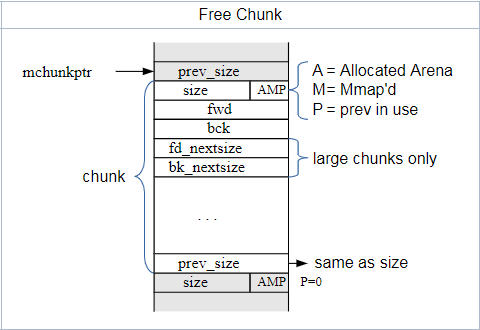 Free Chunk
mchunkptr
prev_size
A = Allocated Arena
size AMP
M= Mmap'd
fwd
P = prev in use
bck
fd_nextsize
large chunks only
bk_nextsize
chunk
. . .
prev_size
same as size
size AMP P=0